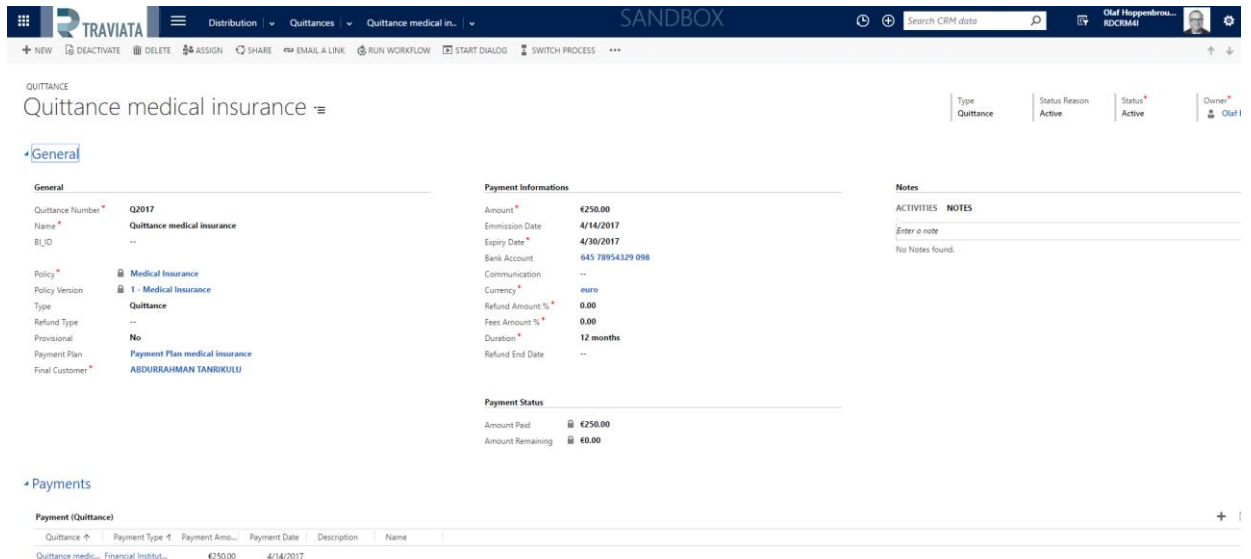 TRAVIATA Distribution Quittances Quittance medical in.. SANDBOX Search CRM data Olaf Hoppenbrou...
RDCRM4I
NEW DEACTIVATE DELETE ASSIGN SHARE EMAIL A LINK RUN WORKFLOW START DIALOG SWITCH PROCESS ...
QUITTANCE
Quittance medical insurance
Type Status Reason Status* Owner*
Quittance Active Active Olaf
General
General
Quittance Number* Q2017
Name* Quittance medical insurance
BI_ID --
Policy* Medical Insurance
Policy Version 1 - Medical Insurance
Type Quittance
Refund Type --
Provisional No
Payment Plan Payment Plan medical insurance
Final Customer* ABDURRAHMAN TANRIKULU
Payment Informations
Amount* €250.00
Emmission Date 4/14/2017
Expiry Date* 4/30/2017
Bank Account 645 78954329 098
Communication --
Currency* euro
Refund Amount %* 0.00
Fees Amount %* 0.00
Duration* 12 months
Refund End Date --
Payment Status
Amount Paid €250.00
Amount Remaining €0.00
Notes
ACTIVITIES NOTES
Enter a note
No Notes found.
Payments
Payment (Quittance)
Quittance Payment Type Payment Amo... Payment Date Description Name
Quittance medic... Financial Institut... €250.00 4/14/2017